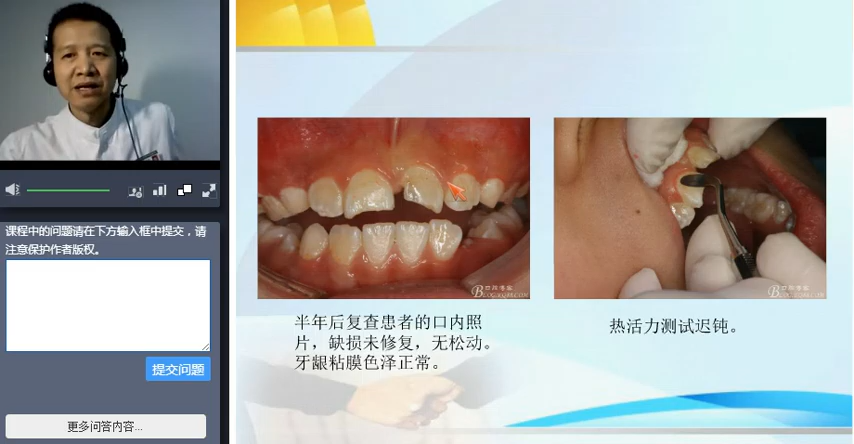 课程中的问题请在下方输入框中提交，请
注意保护作者版权。
提交问题
更多问答内容...
半年后复查患者的口内照
片，缺损未修复，无松动。
牙龈粘膜色泽正常。
热活力测试迟钝。